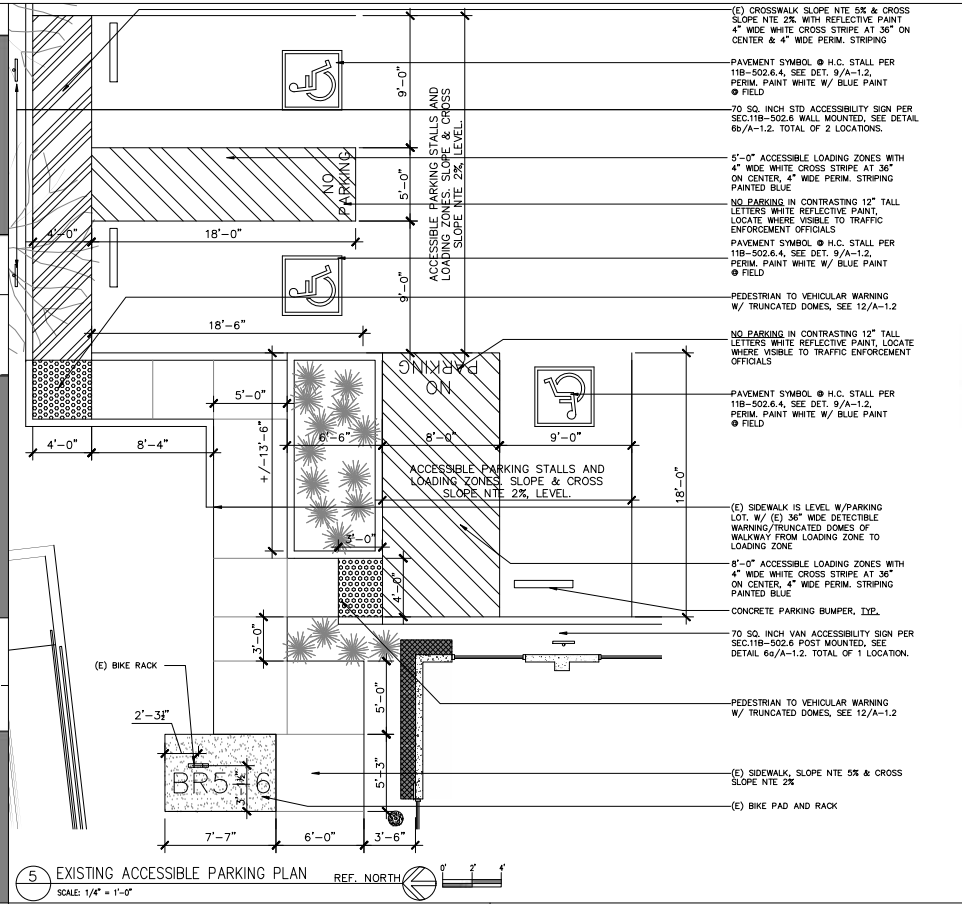 (E) CROSSWALK SLOPE NTE 5% & CROSS
SLOPE NTE 2%. WITH REFLECTIVE PAINT
4" WIDE WHITE CROSS STRIPE AT 36" ON
CENTER & 4" WIDE PERIM. STRIPING
PAVEMENT SYMBOL @ H.C. STALL PER
11B-502.6.4, SEE DET. 9/A-1.2,
PERIM. PAINT WHITE W/ BLUE PAINT
@ FIELD
70 SQ. INCH STD ACCESSIBILITY SIGN PER
SEC.11B-502.6 WALL MOUNTED, SEE DETAIL
6b/A-1.2. TOTAL OF 2 LOCATIONS.
5'-0" ACCESSIBLE LOADING ZONES WITH
4" WIDE WHITE CROSS STRIPE AT 36"
ON CENTER, 4" WIDE PERIM. STRIPING
PAINTED BLUE
NO PARKING IN CONTRASTING 12" TALL
LETTERS WHITE REFLECTIVE PAINT,
LOCATE WHERE VISIBLE TO TRAFFIC
ENFORCEMENT OFFICIALS
PAVEMENT SYMBOL @ H.C. STALL PER
11B-502.6.4, SEE DET. 9/A-1.2,
PERIM. PAINT WHITE W/ BLUE PAINT
@ FIELD
PEDESTRIAN TO VEHICULAR WARNING
W/ TRUNCATED DOMES, SEE 12/A-1.2
NO PARKING IN CONTRASTING 12" TALL
LETTERS WHITE REFLECTIVE PAINT, LOCATE
WHERE VISIBLE TO TRAFFIC ENFORCEMENT
OFFICIALS
PAVEMENT SYMBOL @ H.C. STALL PER
11B-502.6.4, SEE DET. 9/A-1.2,
PERIM. PAINT WHITE W/ BLUE PAINT
@ FIELD
(E) SIDEWALK IS LEVEL W/PARKING
LOT. W/ (E) 36" WIDE DETECTIBLE
WARNING/TRUNCATED DOMES OF
WALKWAY FROM LOADING ZONE TO
LOADING ZONE
8'-0" ACCESSIBLE LOADING ZONES WITH
4" WIDE WHITE CROSS STRIPE AT 36"
ON CENTER, 4" WIDE PERIM. STRIPING
PAINTED BLUE
CONCRETE PARKING BUMPER, TYP.
70 SQ. INCH VAN ACCESSIBILITY SIGN PER
SEC.11B-502.6 POST MOUNTED, SEE
DETAIL 6a/A-1.2. TOTAL OF 1 LOCATION.
PEDESTRIAN TO VEHICULAR WARNING
W/ TRUNCATED DOMES, SEE 12/A-1.2
(E) SIDEWALK, SLOPE NTE 5% & CROSS
SLOPE NTE 2%
(E) BIKE PAD AND RACK
9'-0"
5'-0"
9'-0"
ACCESSIBLE PARKING STALLS AND
LOADING ZONES. SLOPE & CROSS
SLOPE NTE 2%, LEVEL.
NO
PARKING
4'-0"
18'-0"
18'-6"
NO
PARKING
5'-0"
+/-13'-6"
6'-6"
8'-0"
9'-0"
4'-0"
8'-4"
ACCESSIBLE PARKING STALLS AND
LOADING ZONES. SLOPE & CROSS
SLOPE NTE 2%, LEVEL.
18'-0"
3'-0"
4'-0"
3'-0"
(E) BIKE RACK
2'-3½"
5'-0"
BR5-6
3'-1½"
5'-3"
7'-7"
6'-0"
3'-6"
5 EXISTING ACCESSIBLE PARKING PLAN
SCALE: 1/4" = 1'-0"
REF. NORTH
0' 2' 4'